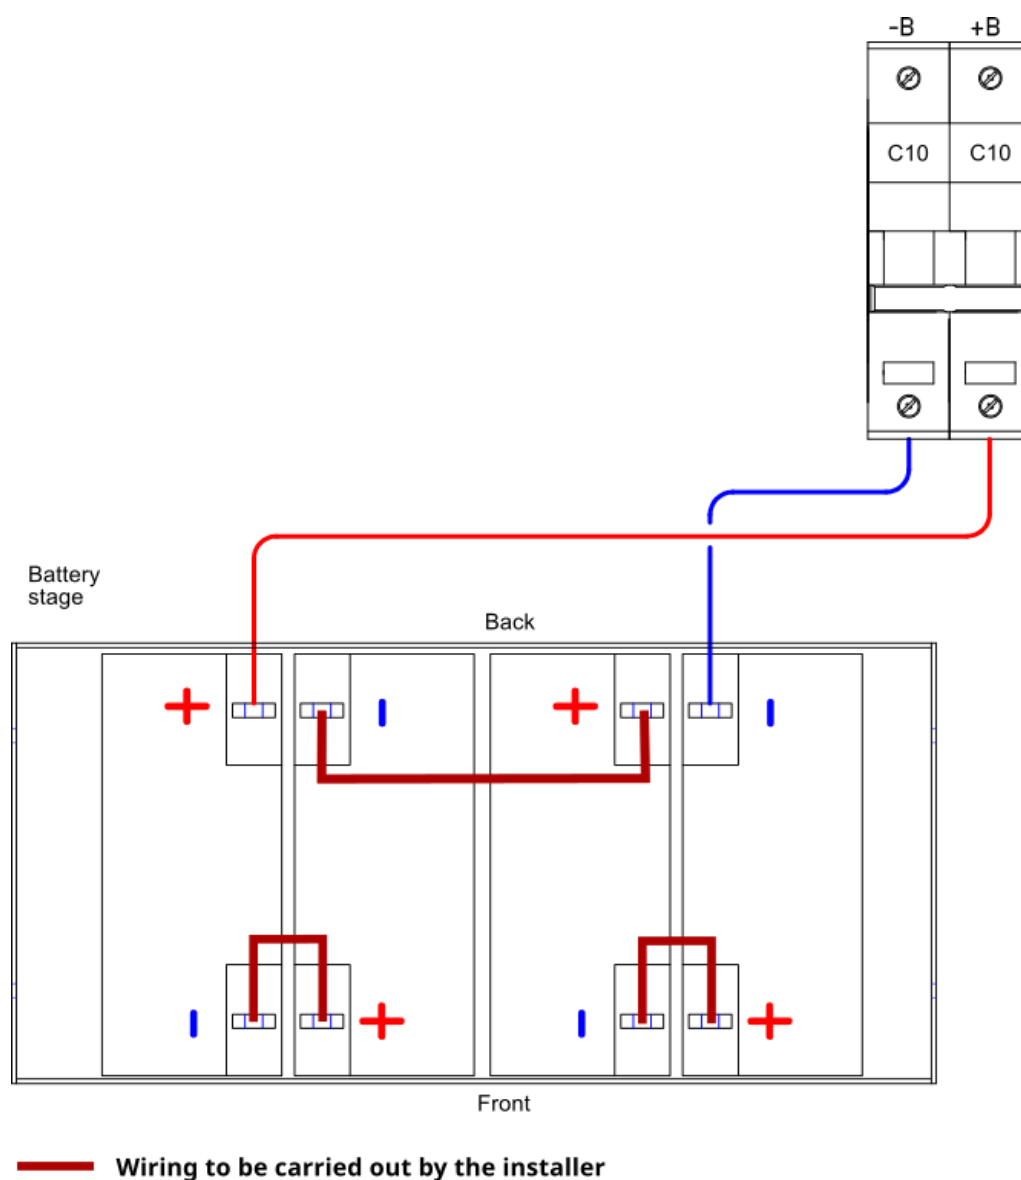 -B +B
C10 C10
Battery
stage
Back
+ - + -
- + - +
Front
Wiring to be carried out by the installer